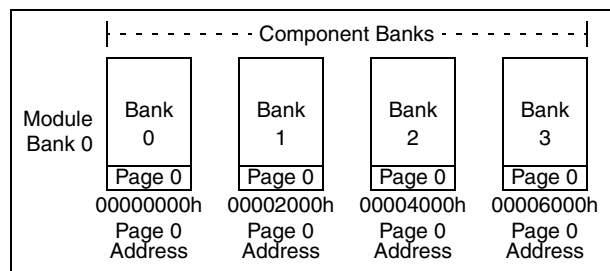 Component Banks
Module
Bank 0
Bank
0
Bank
1
Bank
2
Bank
3
Page 0
Page 0
Page 0
Page 0
00000000h
00002000h
00004000h
00006000h
Page 0
Address
Page 0
Address
Page 0
Address
Page 0
Address